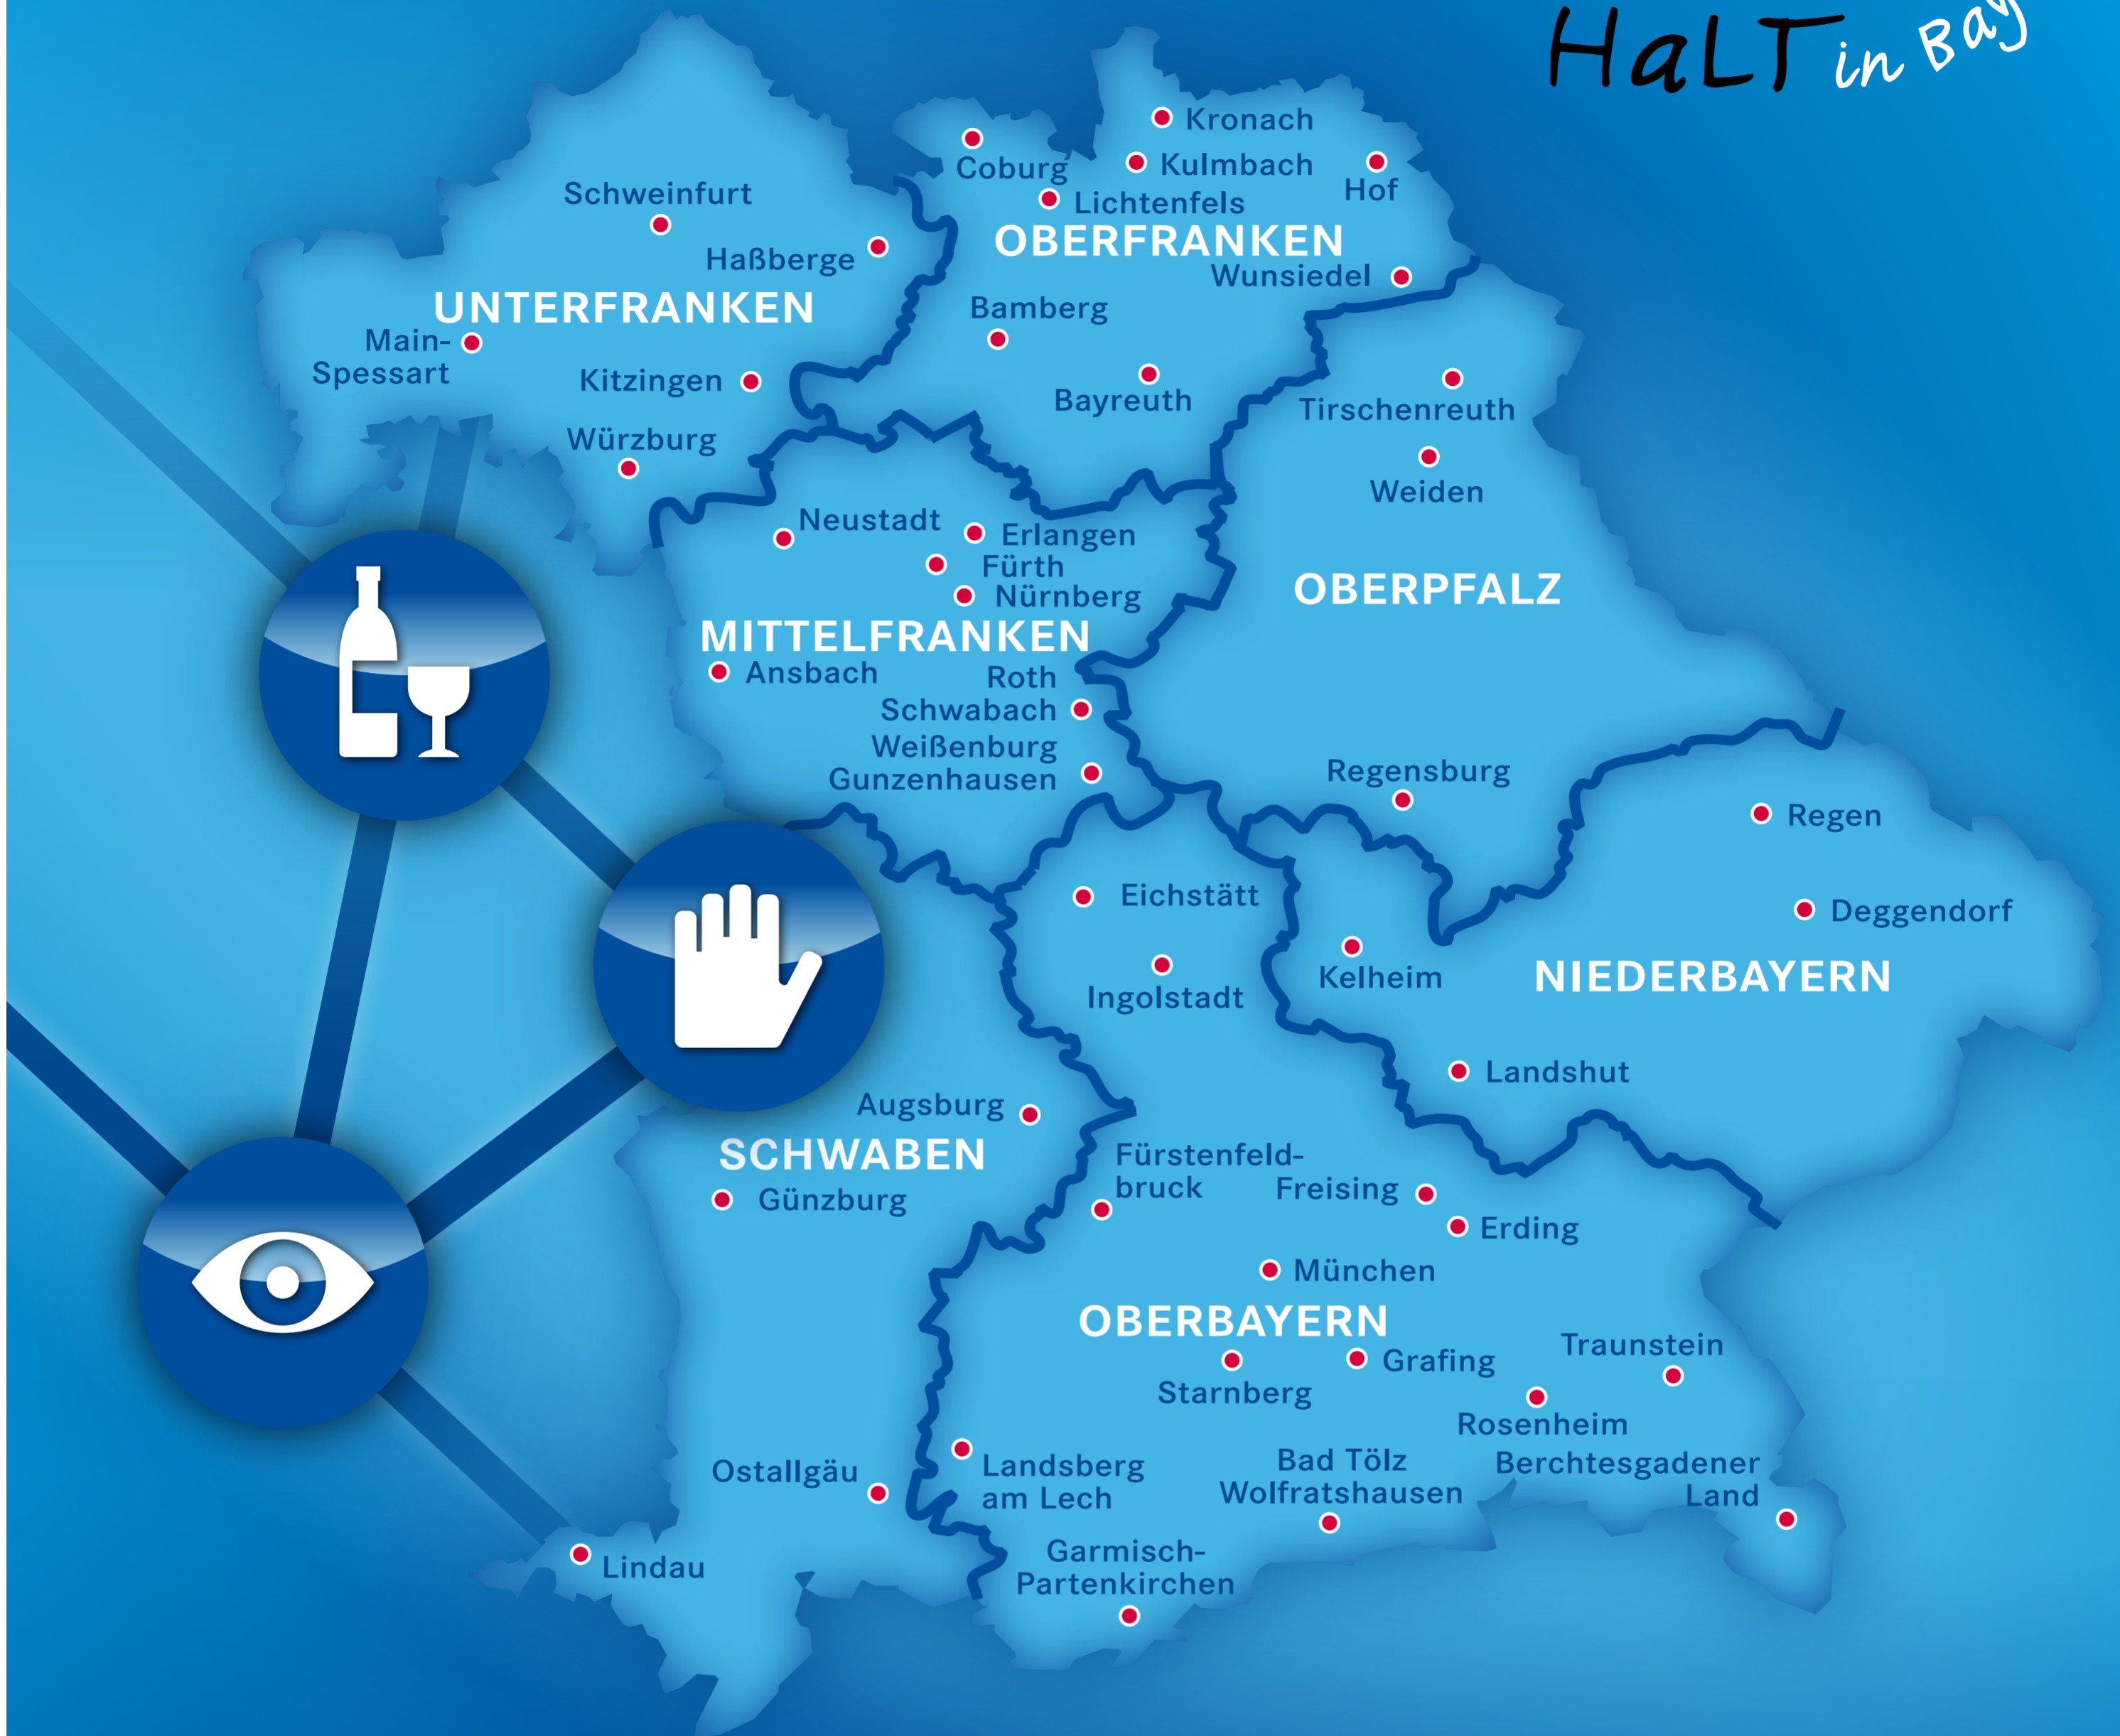 HaLT in Bay
Kronach
Coburg
Kulmbach
Hof
Lichtenfels
Schweinfurt
OBERFRANKEN
Haßberge
Wunsiedel
UNTERFRANKEN
Bamberg
Main-
Spessart
Kitzingen
Bayreuth
Tirschenreuth
Würzburg
Weiden
Neustadt
Erlangen
Fürth
Nürnberg
OBERPFALZ
MITTELFRANKEN
Ansbach
Roth
Schwabach
Weißenburg
Gunzenhausen
Regensburg
Regen
Eichstätt
Deggendorf
Kelheim
NIEDERBAYERN
Ingolstadt
Landshut
Augsburg
SCHWABEN
Günzburg
Fürstenfeld-
bruck
Freising
Erding
München
OBERBAYERN
Traunstein
Grafing
Starnberg
Rosenheim
Berchtesgadener
Land
Bad Tölz
Wolfratshausen
Landsberg
am Lech
Ostallgäu
Garmisch-
Partenkirchen
Lindau